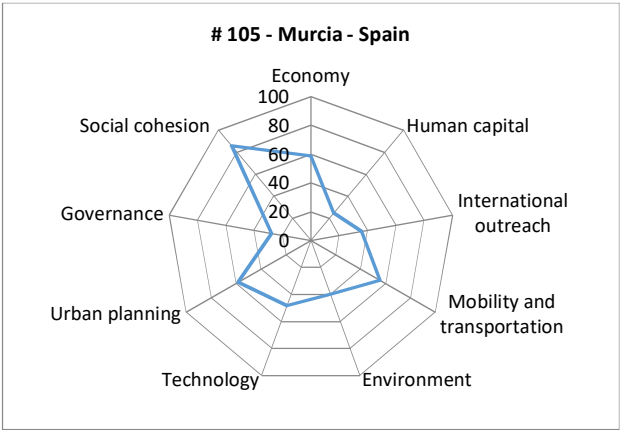 # 105 - Murcia - Spain
Economy
100
80
60
40
20
0
Social cohesion
Human capital
Governance
International
outreach
Urban planning
Mobility and
transportation
Technology
Environment